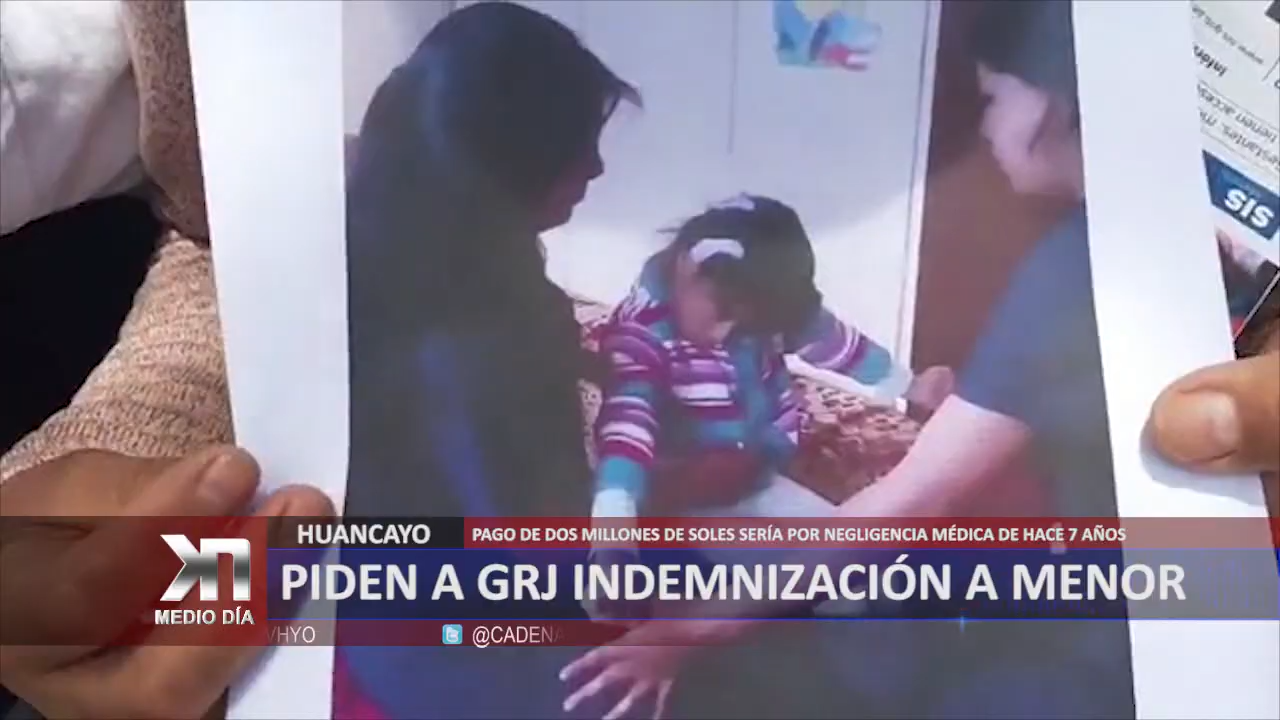 SIS
HUANCAYO
PAGO DE DOS MILLONES DE SOLES SERÍA POR NEGLIGENCIA MÉDICA DE HACE 7 AÑOS
PIDEN A GRJ INDEMNIZACIÓN A MENOR
MEDIO DÍA
VHYO
@CADENA